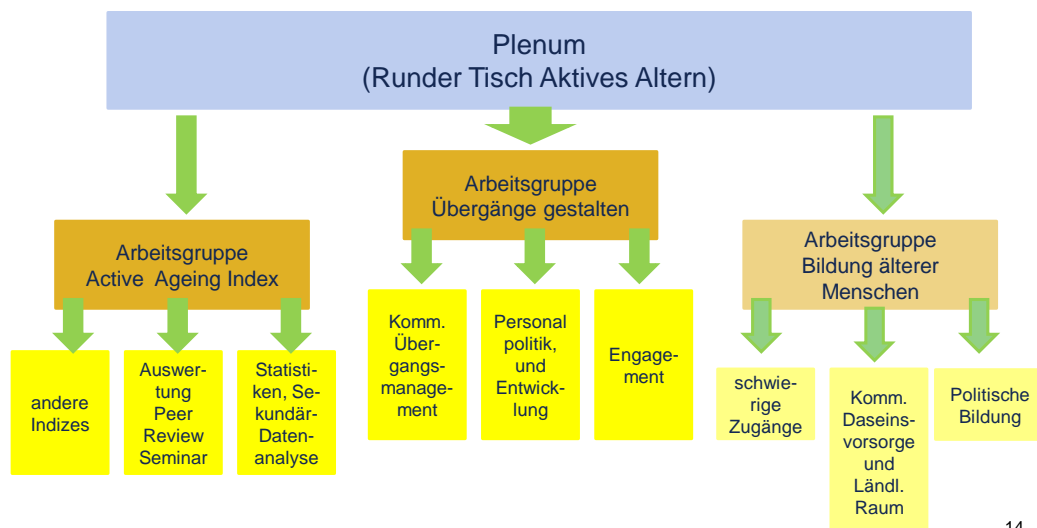 Plenum
(Runder Tisch Aktives Altern)
Arbeitsgruppe
Active Ageing Index
Arbeitsgruppe
Übergänge gestalten
Arbeitsgruppe
Bildung älterer
Menschen
andere
Indizes
Auswer-
tung
Peer
Review
Seminar
Statisti-
ken, Se-
kundär-
Daten-
analyse
Komm.
Über-
gangs-
manage-
ment
Personal
politik,
und
Entwick-
lung
Engage-
ment
schwie-
rige
Zugänge
Komm.
Daseins-
vorsorge
und
Ländl.
Raum
Politische
Bildung
14